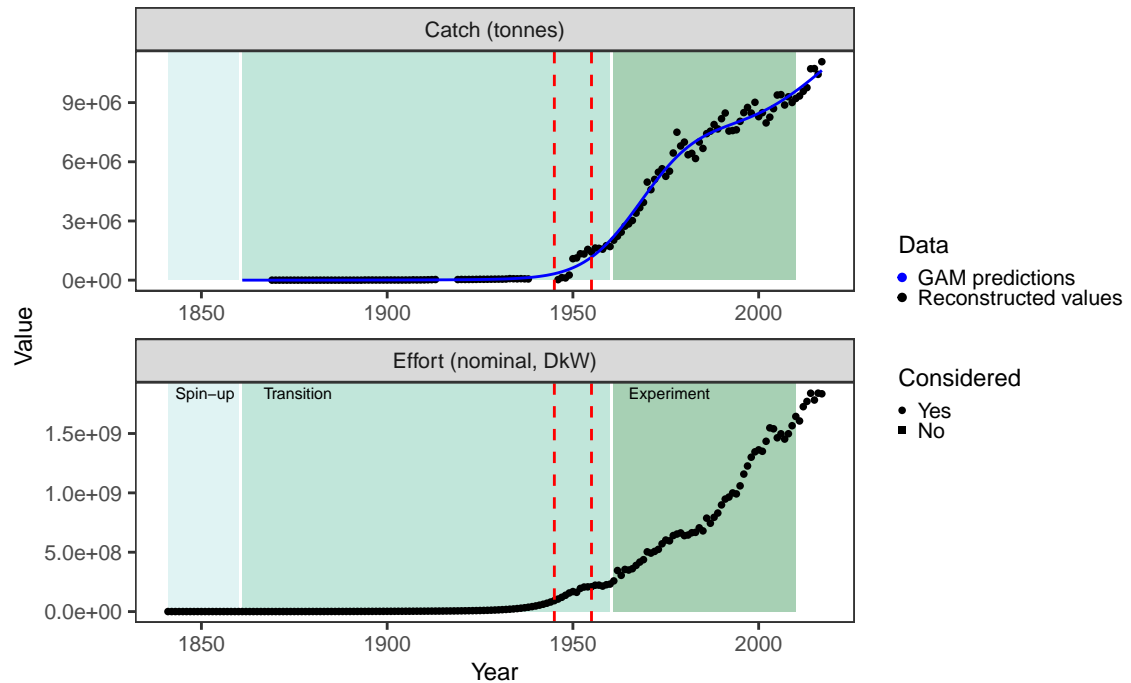 Catch (tonnes)
9e+06
6e+06
3e+06
0e+00
1850 1900 1950 2000
Value
Effort (nominal, DkW)
Spin−up Transition Experiment
1.5e+09
1.0e+09
5.0e+08
0.0e+00
1850 1900 1950 2000
Year
Data
GAM predictions
Reconstructed values
Considered
Yes
No